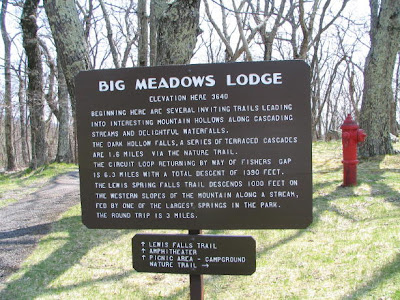 BIG MEADOWS LODGE
ELEVATION HERE 3640
BEGINNING HERE ARE SEVERAL INVITING TRAILS LEADING
INTO INTERESTING MOUNTAIN HOLLOWS ALONG CASCADING
STREAMS AND DELIGHTFUL WATERFALLS.
THE DARK HOLLOW FALLS, A SERIES OF TERRACED CASCADES
ARE 1.6 MILES VIA THE NATURE TRAIL.
THE CIRCUIT LOOP RETURNING BY WAY OF FISHERS GAP
IS 6.3 MILES WITH A TOTAL DESCENT OF 1390 FEET.
THE LEWIS SPRING FALLS TRAIL DESCENDS 1000 FEET ON
THE WESTERN SLOPES OF THE MOUNTAIN ALONG A STREAM,
FED BY ONE OF THE LARGEST SPRINGS IN THE PARK.
THE ROUND TRIP IS 3 MILES.
↑ LEWIS FALLS TRAIL
↑ AMPHITHEATER
↑ PICNIC AREA - CAMPGROUND
NATURE TRAIL →